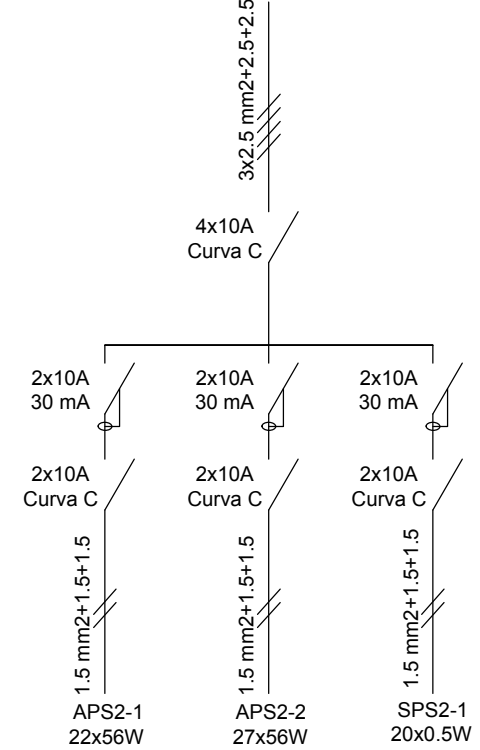 3x2.5 mm2+2.5+2.5
4x10A
Curva C
2x10A
30 mA
2x10A
30 mA
2x10A
30 mA
2x10A
Curva C
2x10A
Curva C
2x10A
Curva C
1.5 mm2+1.5+1.5
1.5 mm2+1.5+1.5
1.5 mm2+1.5+1.5
APS2-1
22x56W
APS2-2
27x56W
SPS2-1
20x0.5W